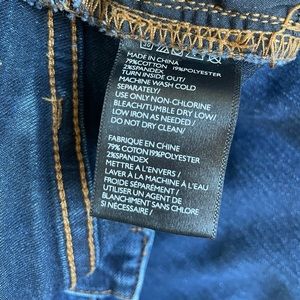 MADE IN CHINA
79%COTTON 19%POLYESTER
2%SPANDEX
TURN INSIDE OUT/
MACHINE WASH COLD
SEPARATELY/
USE ONLY NON-CHLORINE
BLEACH/TUMBLE DRY LOW/
LOW IRON AS NEEDED/
DO NOT DRY CLEAN/
FABRIQUE EN CHINE
79% COTON 19%POLYESTER
2%SPANDEX
METTRE A L'ENVERS/
LAVER À LA MACHINE À L'EAU
FROIDE SÉPARÉMENT/
UTILISER UN AGENT DE
BLANCHIMENT SANS CHLORE
SI NÉCESSAIRE /